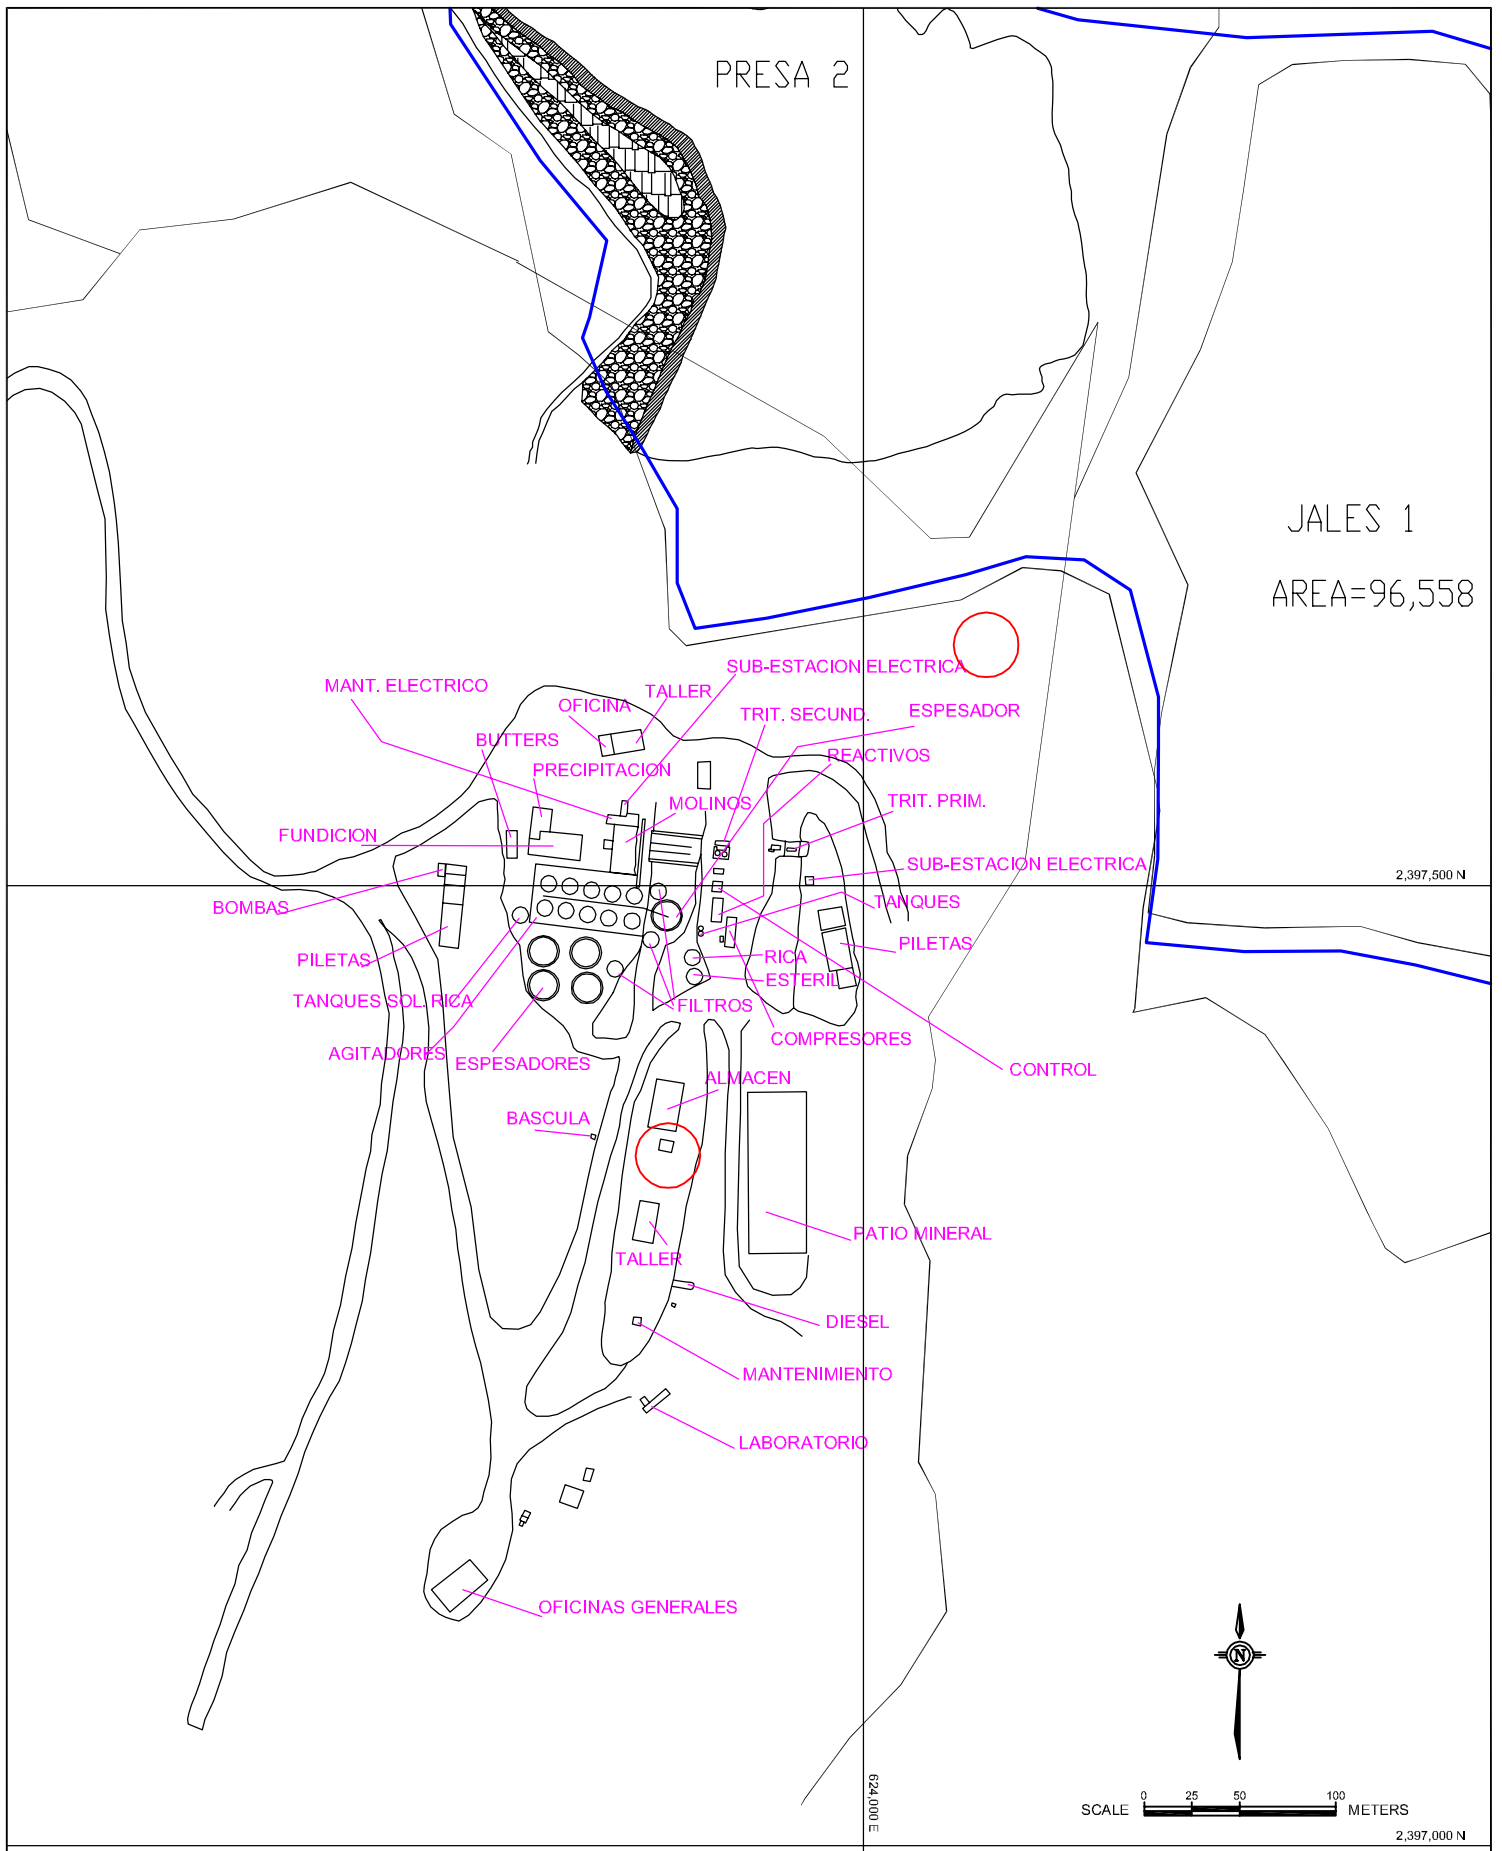 PRESA 2
JALES 1
AREA=96,558
SUB-ESTACION ELECTRICA
MANT. ELECTRICO
TALLER
OFICINA
ESPESADOR
TRIT. SECUND.
BUTTERS
REACTIVOS
PRECIPITACION
MOLINOS
TRIT. PRIM.
FUNDICION
SUB-ESTACION ELECTRICA
2,397,500 N
BOMBAS
TANQUES
PILETAS
PILETAS
RICA
ESTERIL
TANQUES SOL. RICA
FILTROS
COMPRESORES
AGITADORES
ESPESADORES
CONTROL
ALMACEN
BASCULA
PATIO MINERAL
TALLER
DIESEL
MANTENIMIENTO
LABORATORIO
OFICINAS GENERALES
N
624,000 E
0 25 50 100
SCALE METERS
2,397,000 N